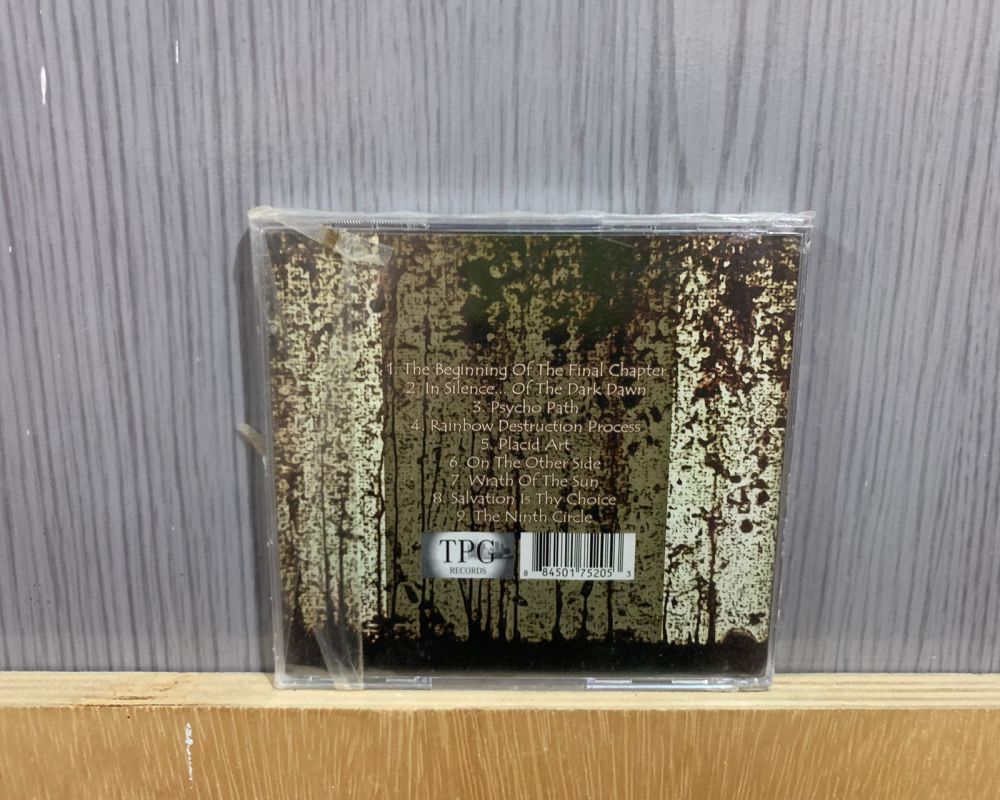 1. The Beginning Of The Final Chapter
2. In Silence... Of The Dark Dawn
3. Psycho Path
4. Rainbow Destruction Process
5. Placid Art
6. On The Other Side
7. Wrath Of The Sun
8. Salvation Is Thy Choice
9. The Ninth Circle
TPG
RECORDS
8 84501 75205 3